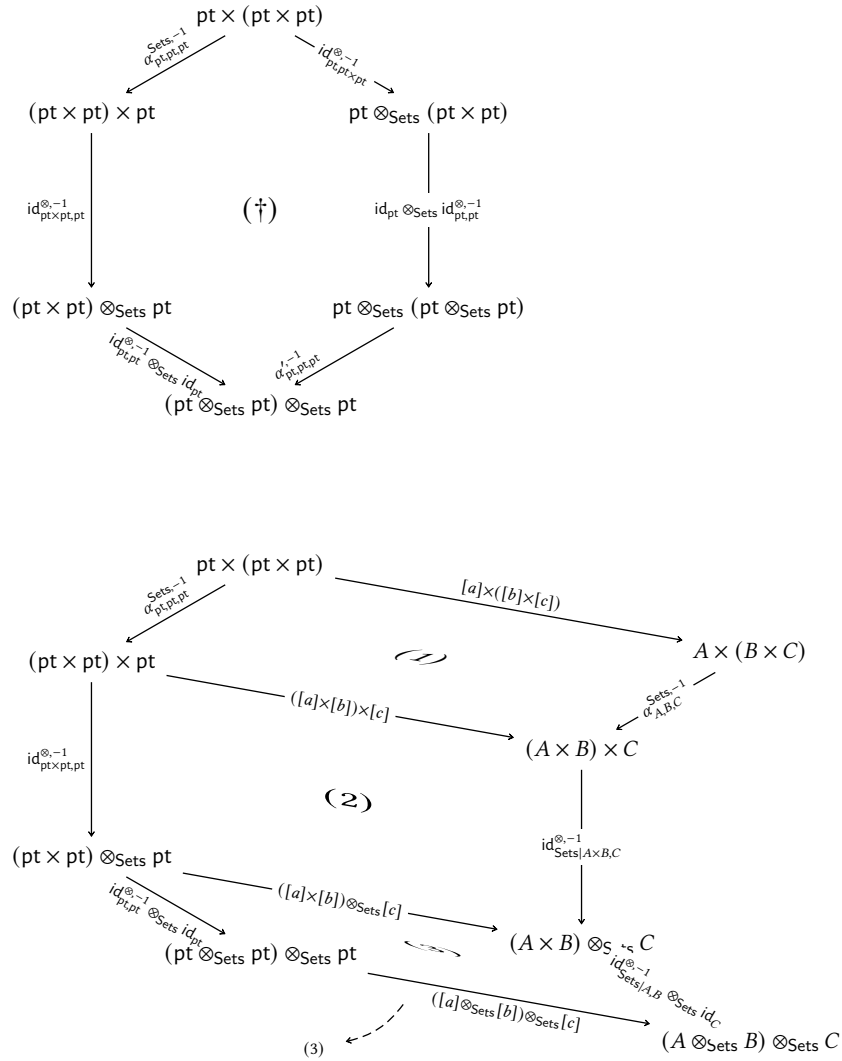 pt × (pt × pt)
α^{Sets,-1}_{pt,pt,pt}
id^{⊗,-1}_{pt,pt×pt}
(pt × pt) × pt
pt ⊗_{Sets} (pt × pt)
id^{⊗,-1}_{pt×pt,pt}
(†)
id_{pt} ⊗_{Sets} id^{⊗,-1}_{pt,pt}
(pt × pt) ⊗_{Sets} pt
pt ⊗_{Sets} (pt ⊗_{Sets} pt)
id^{⊗,-1}_{pt,pt} ⊗_{Sets} id_{pt}
α^{′,-1}_{pt,pt,pt}
(pt ⊗_{Sets} pt) ⊗_{Sets} pt
pt × (pt × pt)
α^{Sets,-1}_{pt,pt,pt}
[a]×([b]×[c])
(1)
A × (B × C)
(pt × pt) × pt
α^{Sets,-1}_{A,B,C}
([a]×[b])×[c]
(A × B) × C
id^{⊗,-1}_{pt×pt,pt}
(2)
id^{⊗,-1}_{Sets|A×B,C}
(pt × pt) ⊗_{Sets} pt
([a]×[b])⊗_{Sets}[c]
id^{⊗,-1}_{pt,pt} ⊗_{Sets} id_{pt}
(3)
(A × B) ⊗_{Sets} C
(pt ⊗_{Sets} pt) ⊗_{Sets} pt
id^{⊗,-1}_{Sets|A,B} ⊗_{Sets} id_C
([a]⊗_{Sets}[b])⊗_{Sets}[c]
(A ⊗_{Sets} B) ⊗_{Sets} C
(3)